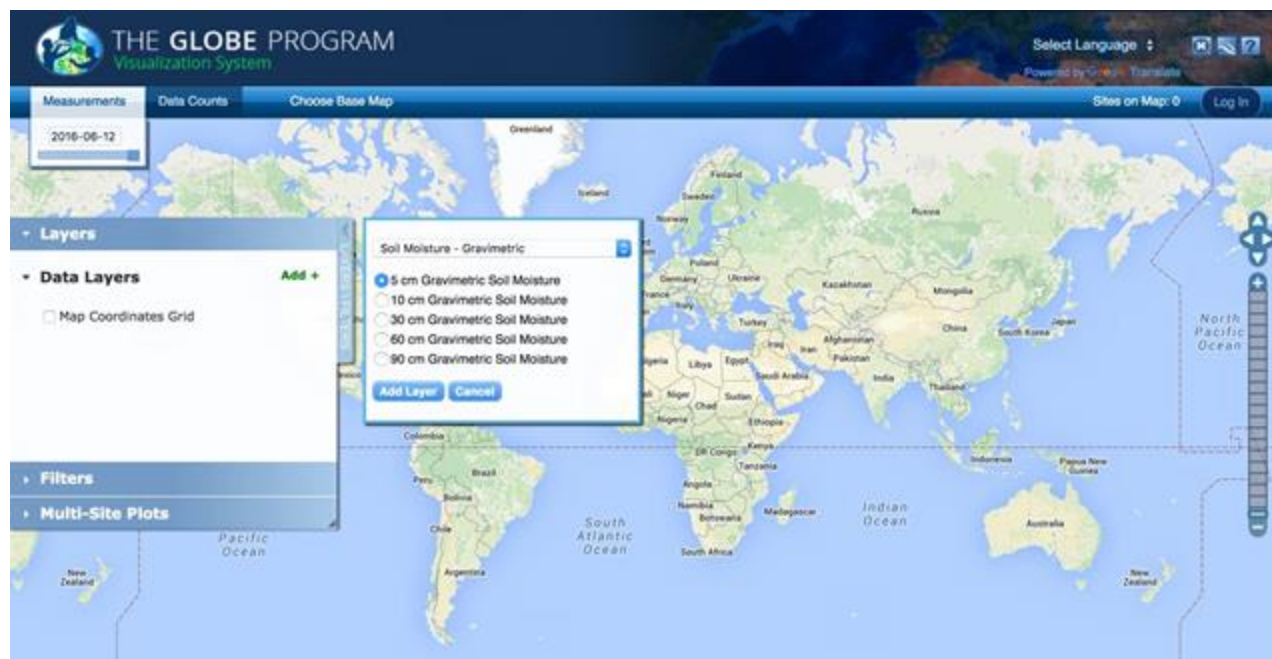 THE GLOBE PROGRAM
Visualization System
Select Language
Powered by Google Translate
Measurements
Data Counts
Choose Base Map
Sites on Map: 0
Log In
2016-06-12
Layers
Data Layers
Add +
Map Coordinates Grid
Filters
Multi-Site Plots
Soil Moisture - Gravimetric
5 cm Gravimetric Soil Moisture
10 cm Gravimetric Soil Moisture
30 cm Gravimetric Soil Moisture
60 cm Gravimetric Soil Moisture
90 cm Gravimetric Soil Moisture
Add Layer
Cancel
Greenland
Iceland
Finland
Sweden
Norway
Russia
Poland
Germany
Ukraine
France
Italy
Kazakhstan
Mongolia
Turkey
China
South Korea
Japan
Iraq
Iran
Afghanistan
Pakistan
Algeria
Libya
Egypt
Saudi Arabia
India
Thailand
Niger
Chad
Sudan
Nigeria
Ethiopia
Kenya
DR Congo
Tanzania
Indonesia
Papua New
Guinea
Angola
Namibia
Botswana
Madagascar
South Africa
Colombia
Peru
Brazil
Bolivia
Chile
Argentina
Australia
New
Zealand
New
Zealand
North
Pacific
Ocean
Pacific
Ocean
South
Atlantic
Ocean
Indian
Ocean